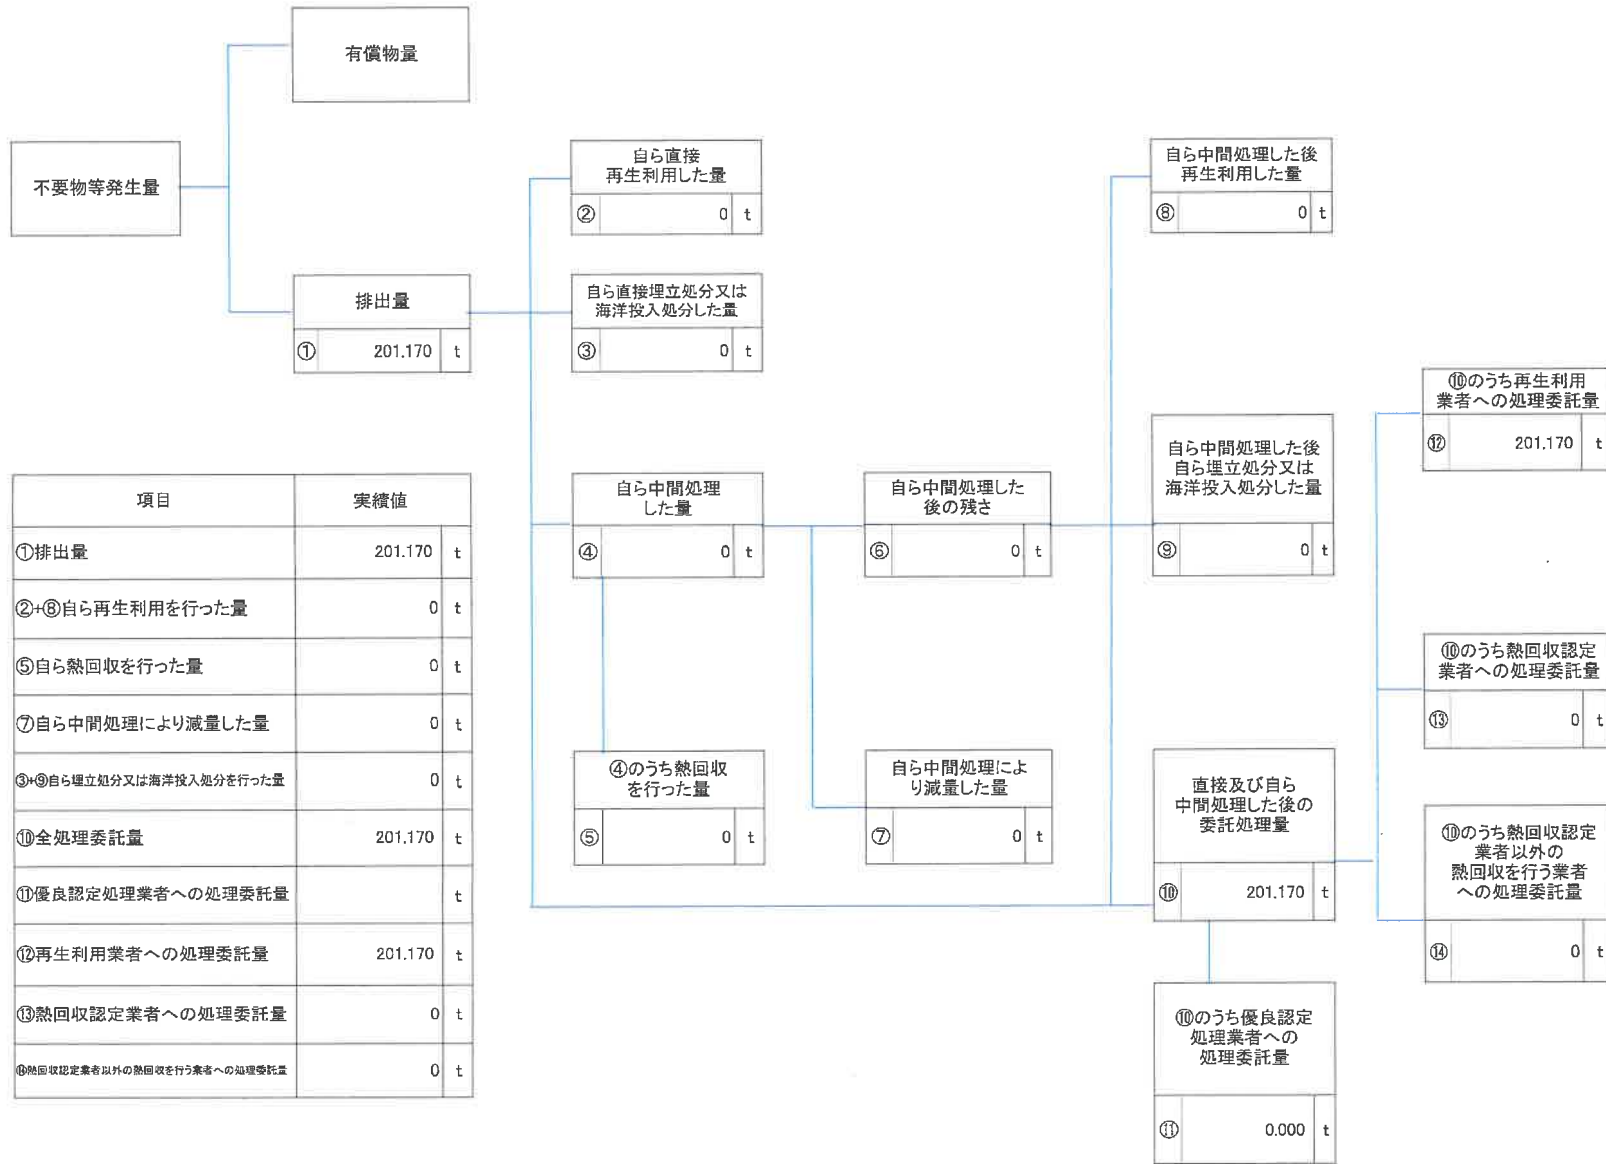 有償物量
不要物等発生量
排出量
① 201.170 t
自ら直接
再生利用した量
② 0 t
自ら直接埋立処分又は
海洋投入処分した量
③ 0 t
自ら中間処理
した量
④ 0 t
④のうち熱回収
を行った量
⑤ 0 t
自ら中間処理した
後の残さ
⑥ 0 t
自ら中間処理によ
り減量した量
⑦ 0 t
自ら中間処理した後
再生利用した量
⑧ 0 t
自ら中間処理した後
自ら埋立処分又は
海洋投入処分した量
⑨ 0 t
直接及び自ら
中間処理した後の
委託処理量
⑩ 201.170 t
⑩のうち優良認定
処理業者への
処理委託量
⑪ 0.000 t
⑩のうち再生利用
業者への処理委託量
⑫ 201.170 t
⑩のうち熱回収認定
業者への処理委託量
⑬ 0 t
⑩のうち熱回収認定
業者以外の
熱回収を行う業者
への処理委託量
⑭ 0 t
項目 実績値
①排出量 201.170 t
②+⑧自ら再生利用を行った量 0 t
⑤自ら熱回収を行った量 0 t
⑦自ら中間処理により減量した量 0 t
③+⑨自ら埋立処分又は海洋投入処分を行った量 0 t
⑩全処理委託量 201.170 t
⑪優良認定処理業者への処理委託量 t
⑫再生利用業者への処理委託量 201.170 t
⑬熱回収認定業者への処理委託量 0 t
⑭熱回収認定業者以外の熱回収を行う業者への処理委託量 0 t